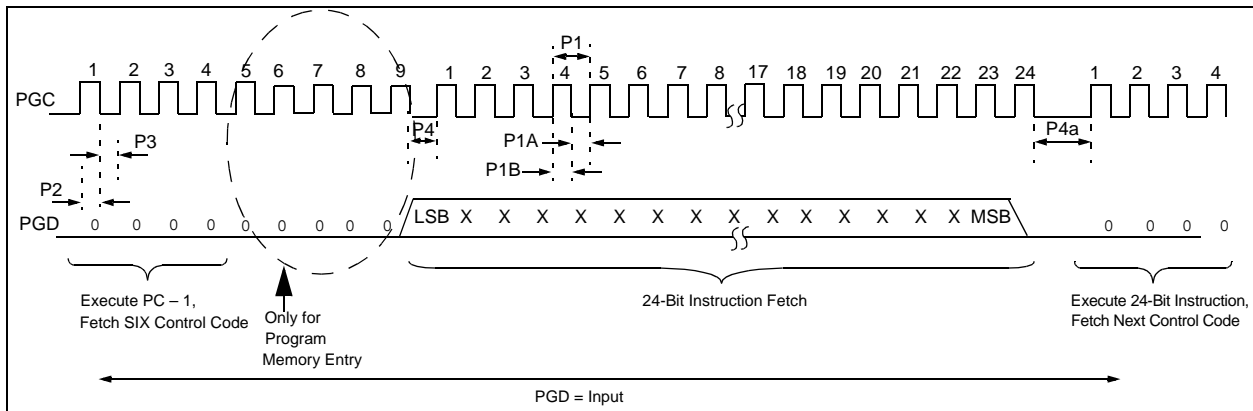 P1
1 2 3 4 5 6 7 8 9 1 2 3 4 5 6 7 8 17 18 19 20 21 22 23 24 1 2 3 4
PGC
P4 P4a
P3 P1A
P1B
P2
PGD 0 0 0 0 0 0 0 0 0 LSB X X X X X X X X X X X X X X MSB 0 0 0 0
Execute PC – 1,
Fetch SIX Control Code
Only for
Program
Memory Entry
24-Bit Instruction Fetch
Execute 24-Bit Instruction,
Fetch Next Control Code
PGD = Input